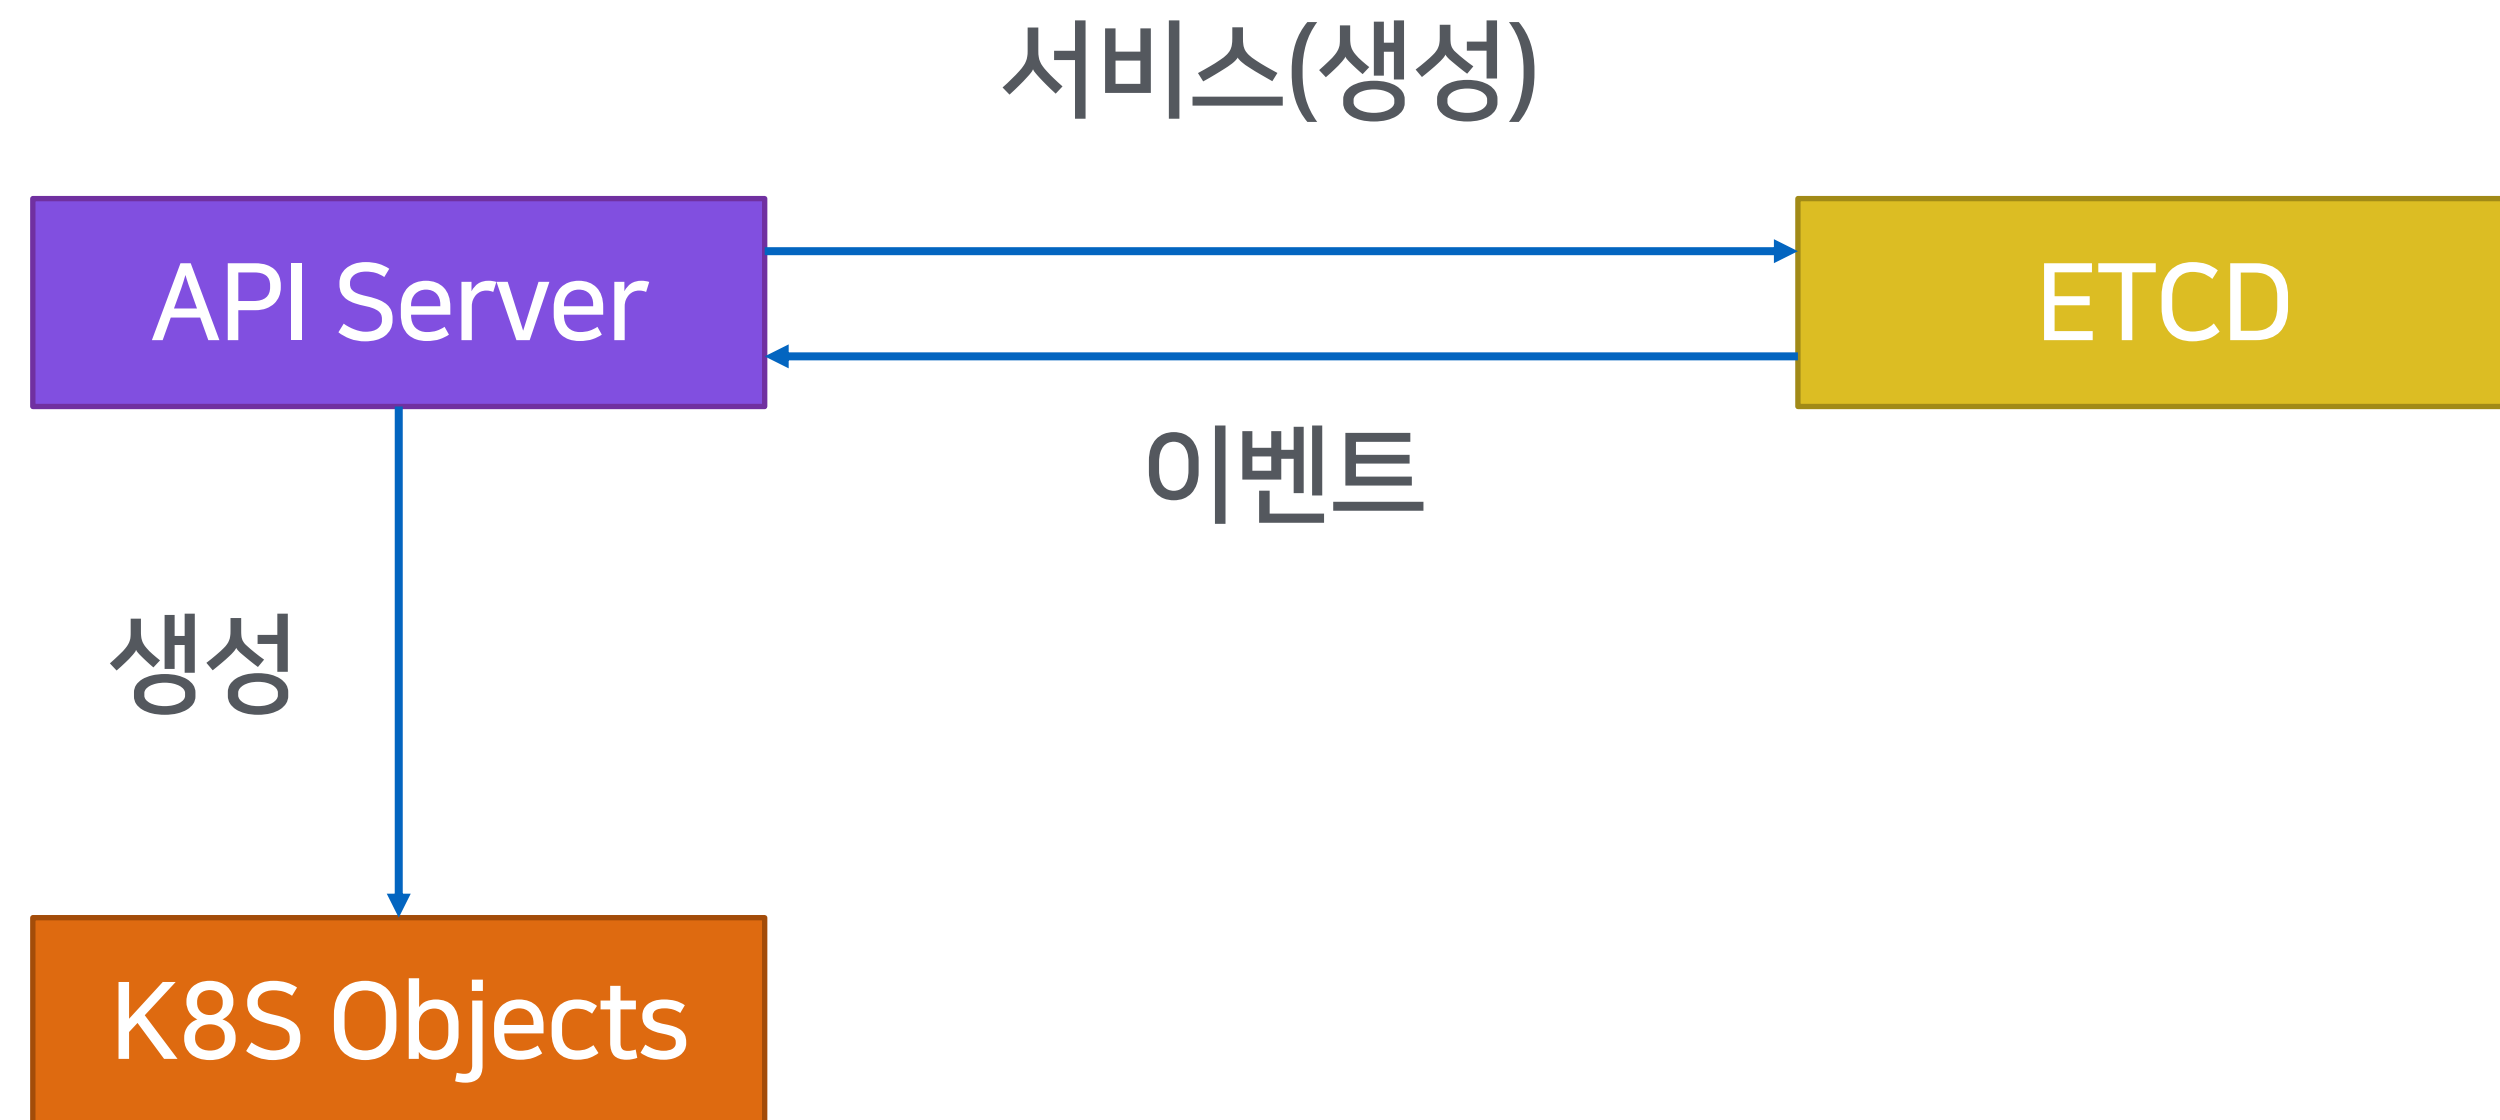 서비스(생성)
API Server
ETCD
이벤트
생성
K8S Objects